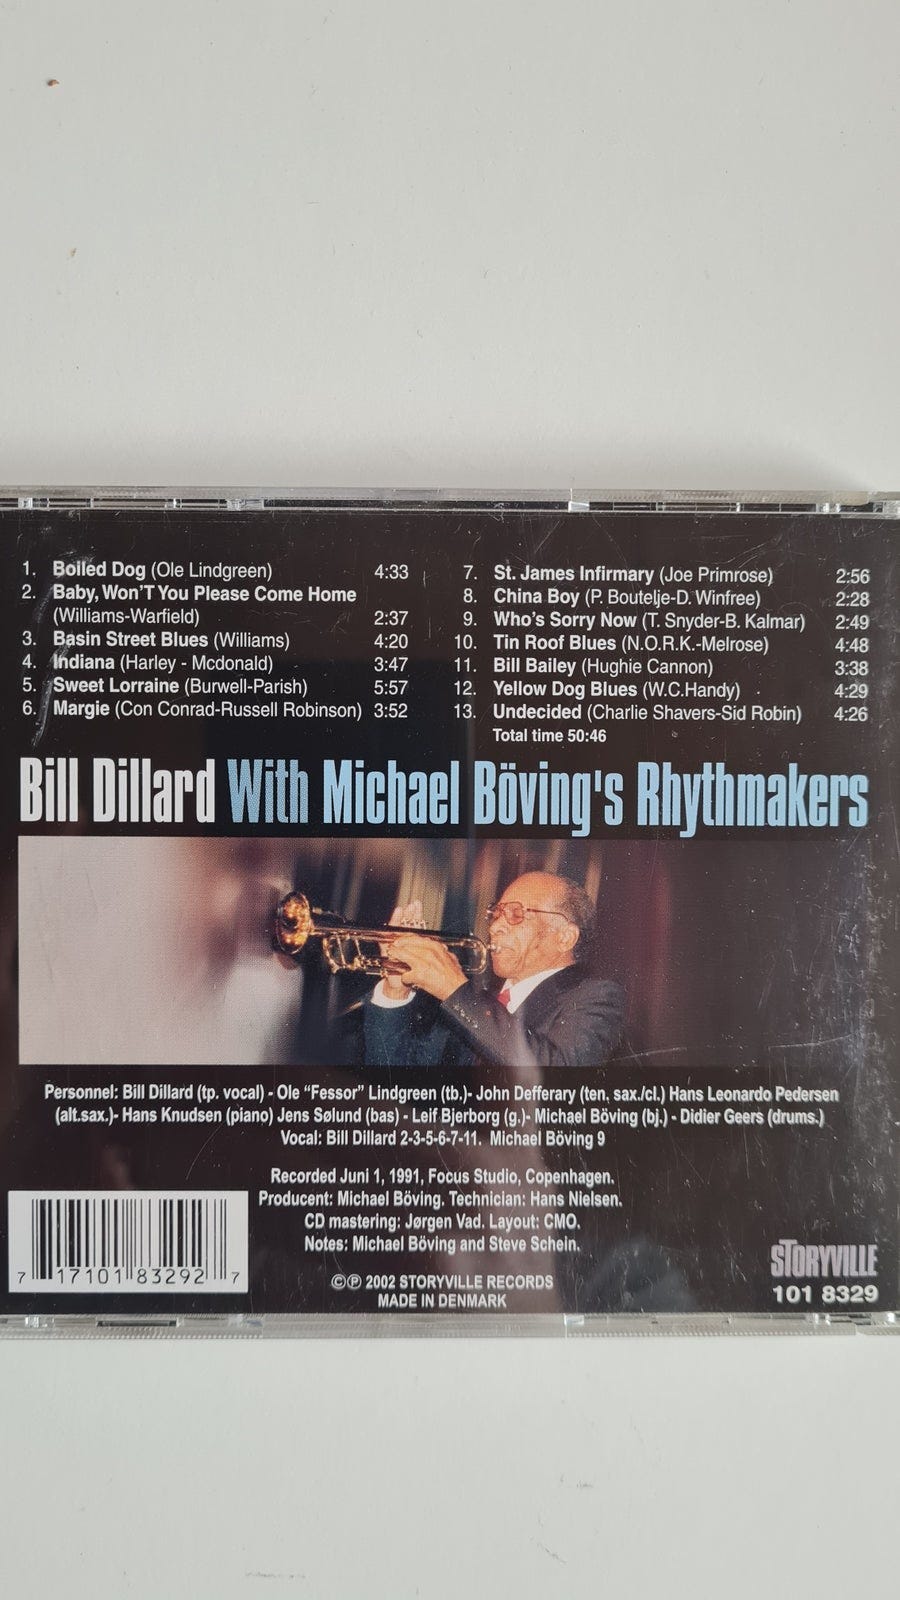 1. Boiled Dog (Ole Lindgreen) 4:33
2. Baby, Won'T You Please Come Home
(Williams-Warfield) 2:37
3. Basin Street Blues (Williams) 4:20
4. Indiana (Harley - Mcdonald) 3:47
5. Sweet Lorraine (Burwell-Parish) 5:57
6. Margie (Con Conrad-Russell Robinson) 3:52
7. St. James Infirmary (Joe Primrose) 2:56
8. China Boy (P. Boutelje-D. Winfree) 2:28
9. Who's Sorry Now (T. Snyder-B. Kalmar) 2:49
10. Tin Roof Blues (N.O.R.K.-Melrose) 4:48
11. Bill Bailey (Hughie Cannon) 3:38
12. Yellow Dog Blues (W.C.Handy) 4:29
13. Undecided (Charlie Shavers-Sid Robin) 4:26
Total time 50:46
Bill Dillard With Michael Böving's Rhythmakers
Personnel: Bill Dillard (tp. vocal) - Ole “Fessor” Lindgreen (tb.)- John Defferary (ten. sax./cl.) Hans Leonardo Pedersen
(alt.sax.)- Hans Knudsen (piano) Jens Sølund (bas) - Leif Bjerborg (g.)- Michael Böving (bj.) - Didier Geers (drums.)
Vocal: Bill Dillard 2-3-5-6-7-11. Michael Böving 9
Recorded Juni 1, 1991, Focus Studio, Copenhagen.
Producent: Michael Böving. Technician: Hans Nielsen.
CD mastering: Jørgen Vad. Layout: CMO.
Notes: Michael Böving and Steve Schein.
©℗ 2002 STORYVILLE RECORDS
MADE IN DENMARK
7 17101 83292 7
STORYVILLE
101 8329